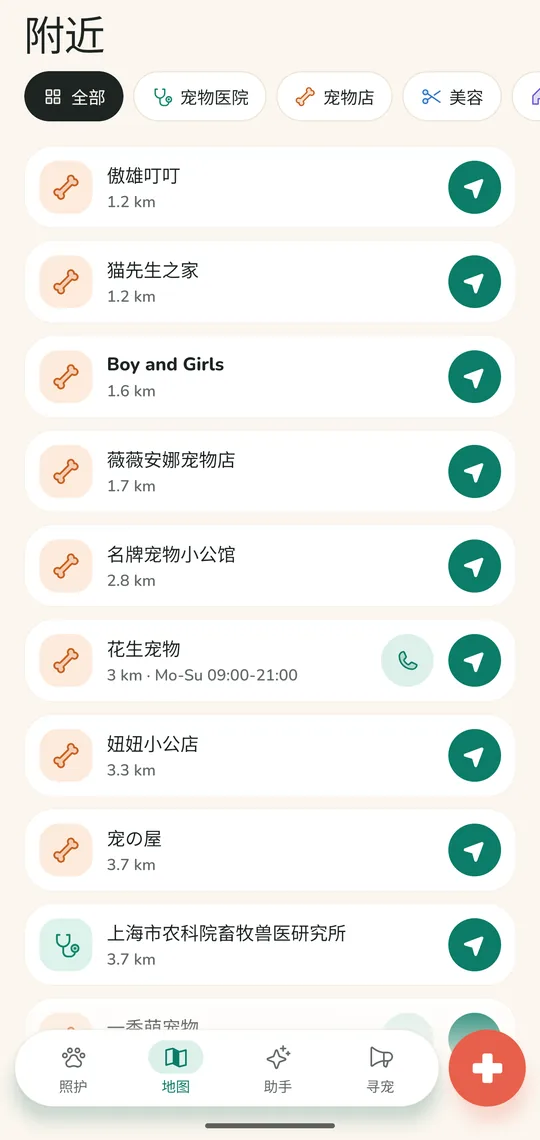 附近
全部
宠物医院
宠物店
美容
傲雄叮叮
1.2 km
猫先生之家
1.2 km
Boy and Girls
1.6 km
薇薇安娜宠物店
1.7 km
名牌宠物小公馆
2.8 km
花生宠物
3 km · Mo-Su 09:00-21:00
妞妞小公店
3.3 km
宠の屋
3.7 km
上海市农科院畜牧兽医研究所
3.7 km
照护
地图
助手
寻宠